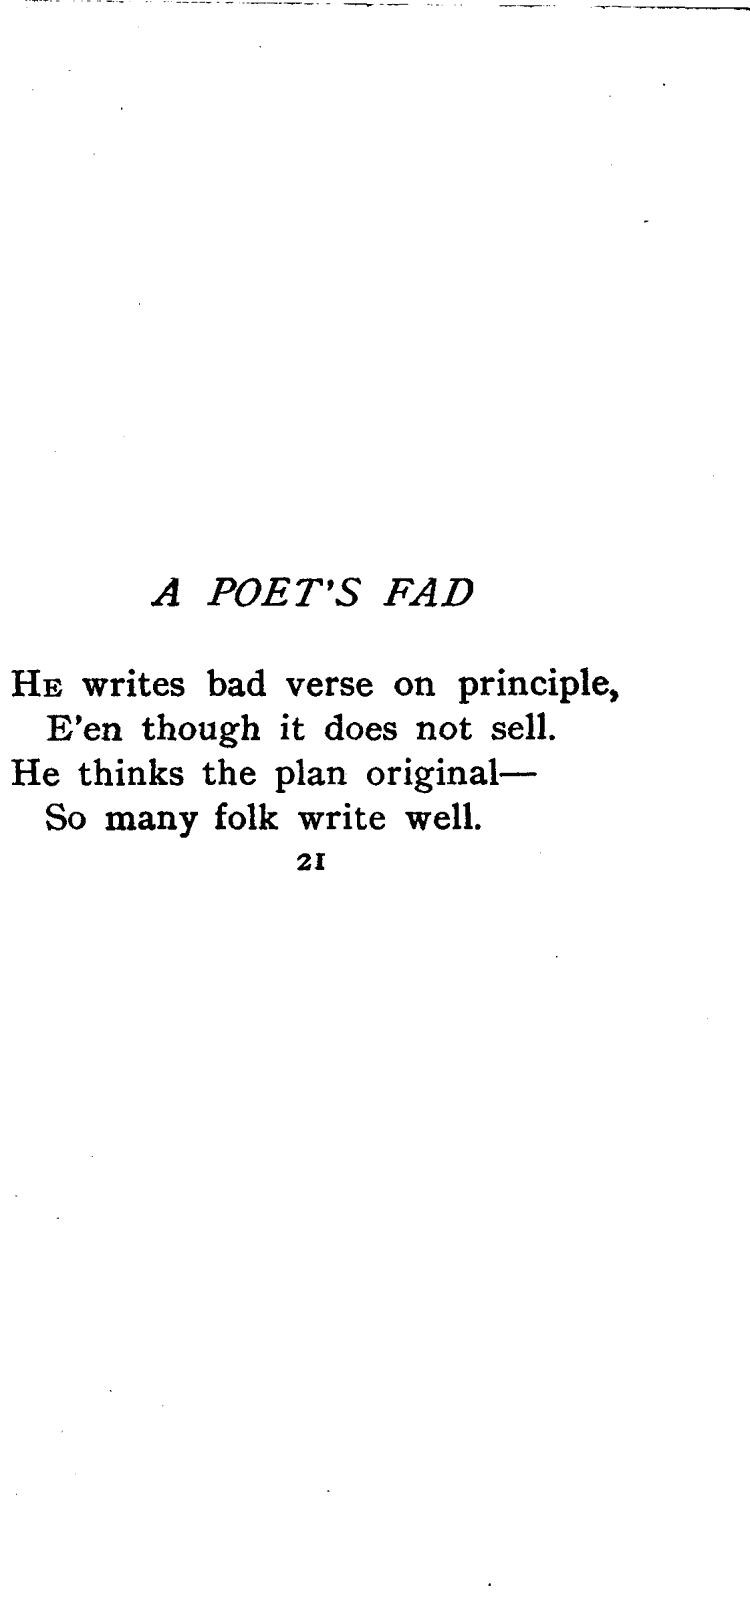 A POET'S FAD
HE writes bad verse on principle,
E'en though it does not sell.
He thinks the plan original—
So many folk write well.
21